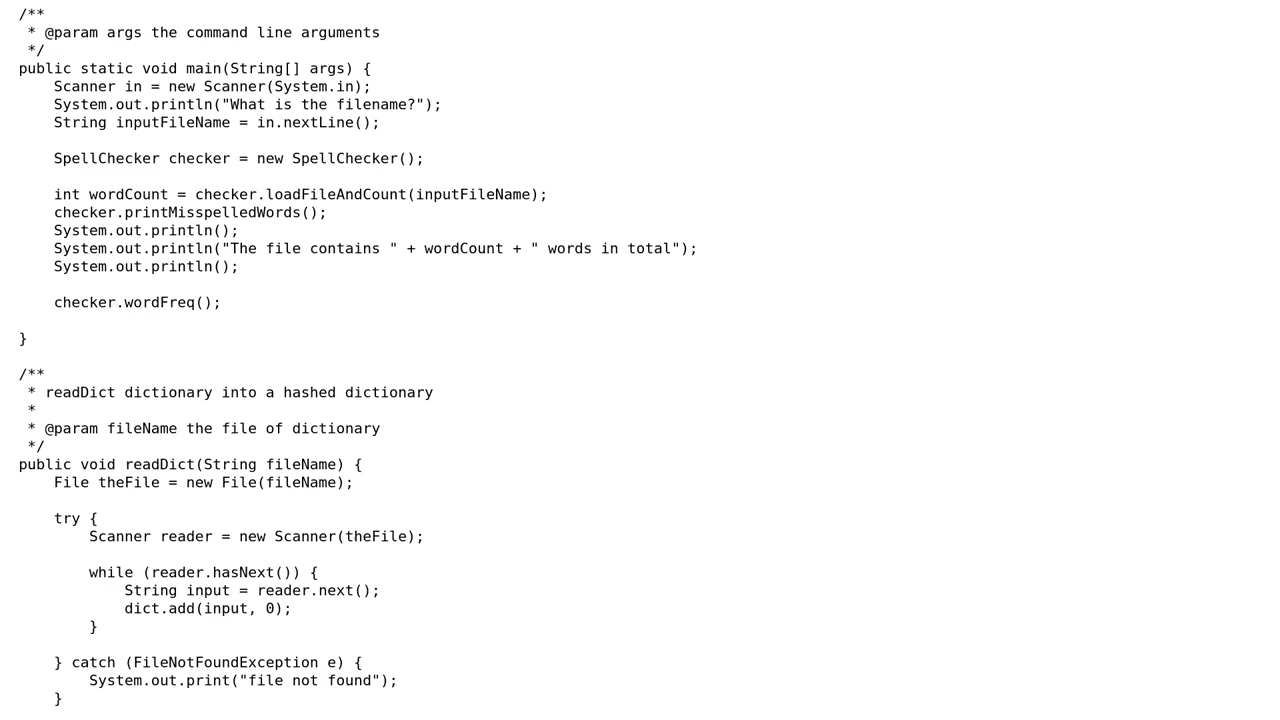 /**
 * @param args the command line arguments
 */
public static void main(String[] args) {
    Scanner in = new Scanner(System.in);
    System.out.println("What is the filename?");
    String inputFileName = in.nextLine();

    SpellChecker checker = new SpellChecker();

    int wordCount = checker.loadFileAndCount(inputFileName);
    checker.printMisspelledWords();
    System.out.println();
    System.out.println("The file contains " + wordCount + " words in total");
    System.out.println();

    checker.wordFreq();

}

/**
 * readDict dictionary into a hashed dictionary
 *
 * @param fileName the file of dictionary
 */
public void readDict(String fileName) {
    File theFile = new File(fileName);

    try {
        Scanner reader = new Scanner(theFile);

        while (reader.hasNext()) {
            String input = reader.next();
            dict.add(input, 0);
        }

    } catch (FileNotFoundException e) {
        System.out.print("file not found");
    }